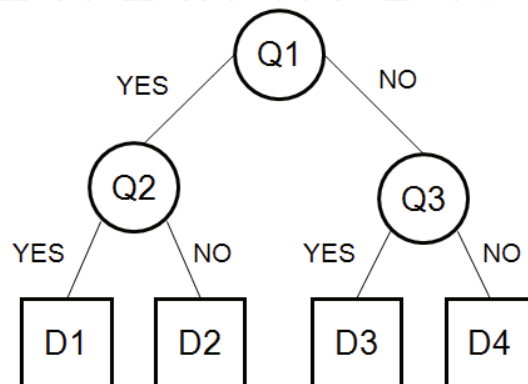 Q1
YES
NO
Q2
Q3
YES
NO
YES
NO
D1
D2
D3
D4